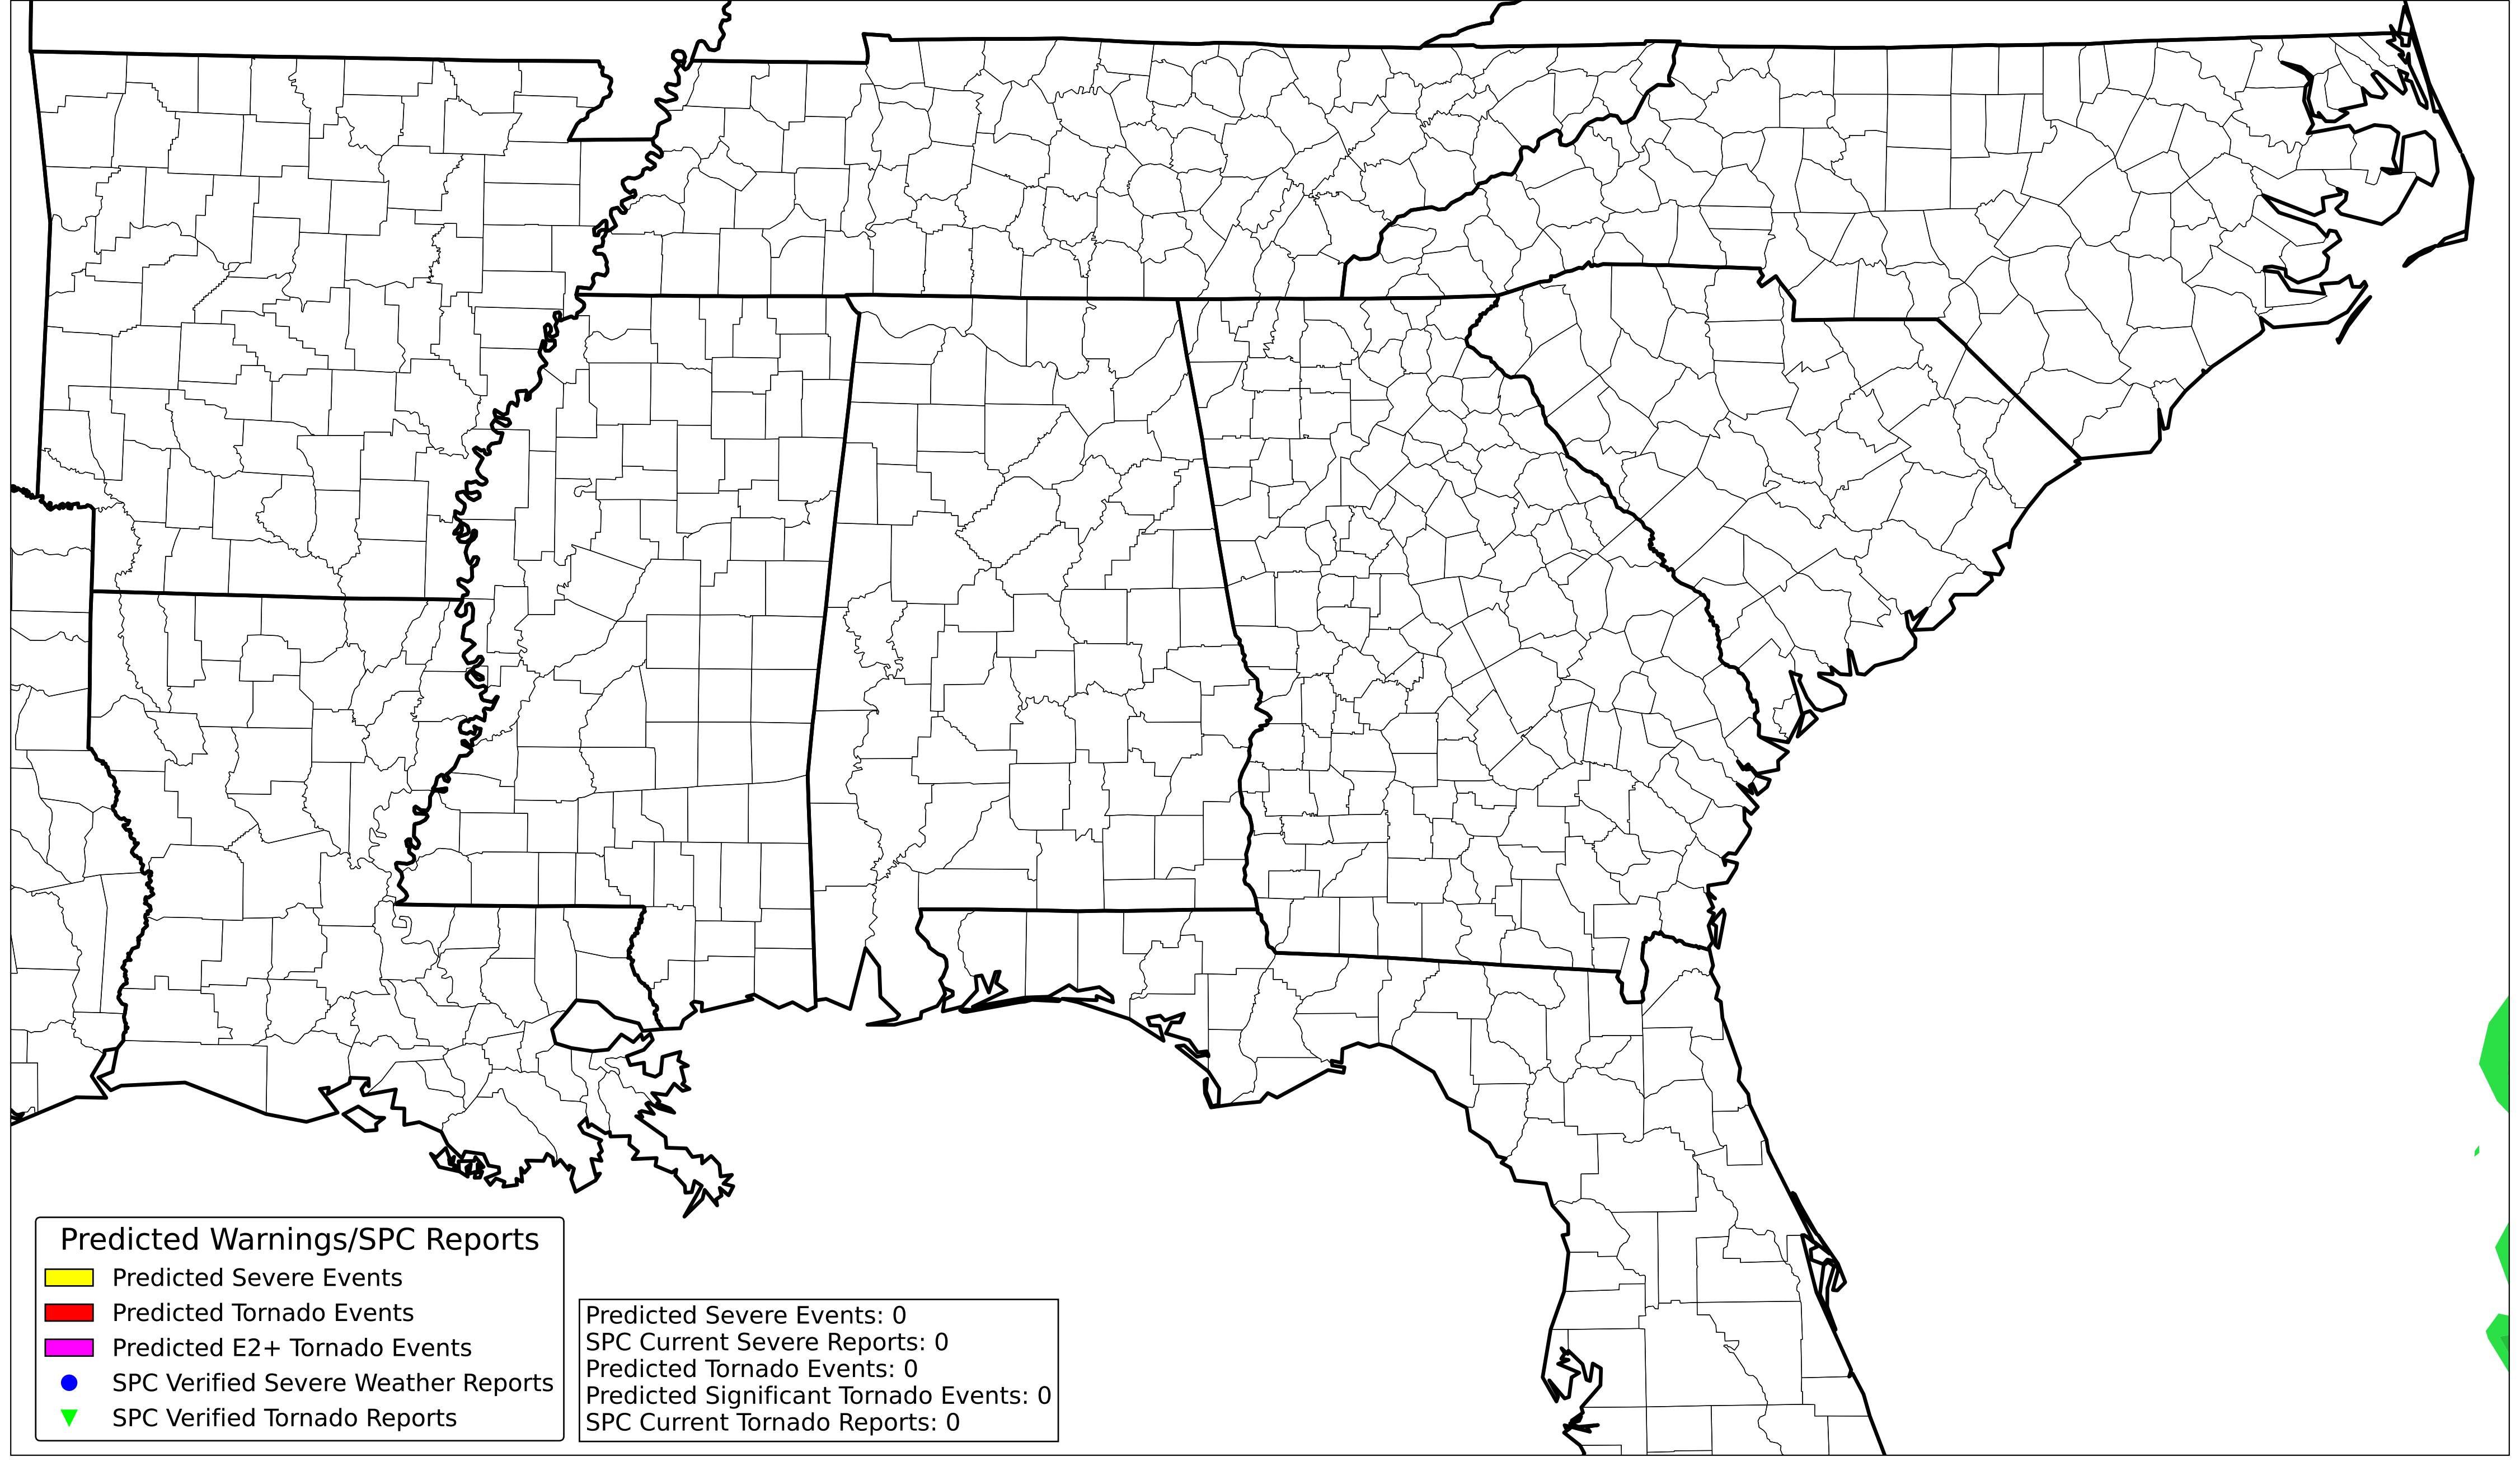 Predicted Warnings/SPC Reports
Predicted Severe Events
Predicted Tornado Events
Predicted E2+ Tornado Events
SPC Verified Severe Weather Reports
SPC Verified Tornado Reports
Predicted Severe Events: 0
SPC Current Severe Reports: 0
Predicted Tornado Events: 0
Predicted Significant Tornado Events: 0
SPC Current Tornado Reports: 0